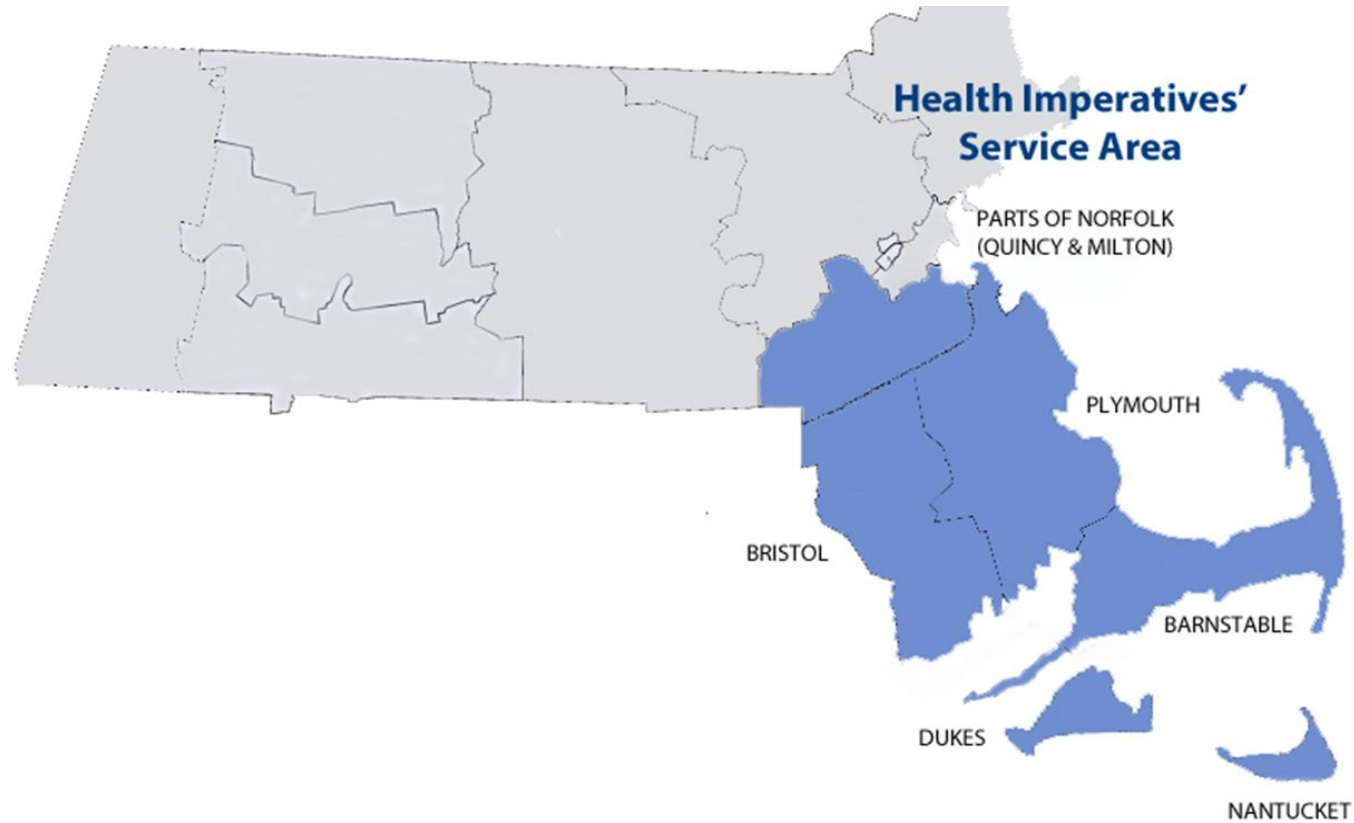 Health Imperatives’
Service Area
PARTS OF NORFOLK
(QUINCY & MILTON)
PLYMOUTH
BRISTOL
BARNSTABLE
DUKES
NANTUCKET